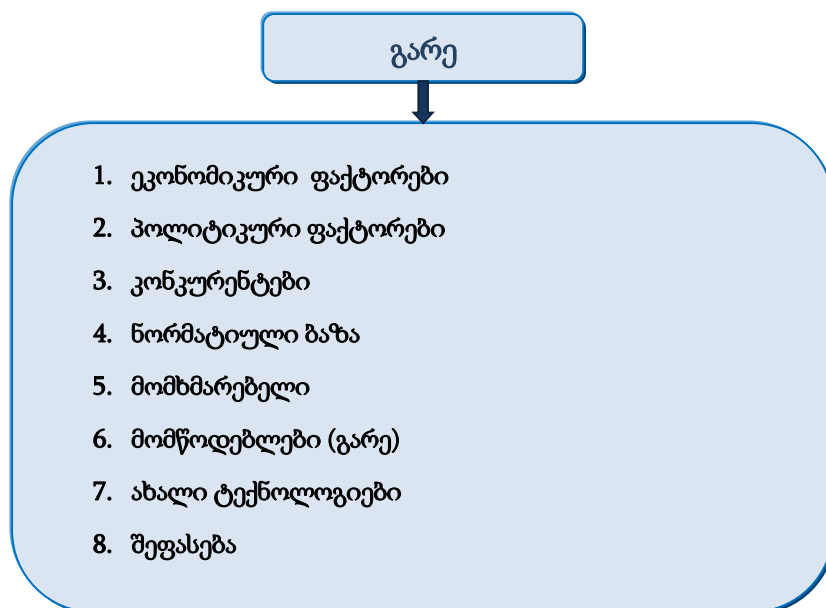 გარე
1. ეკონომიკური ფაქტორები
2. პოლიტიკური ფაქტორები
3. კონკურენტები
4. ნორმატიული ბაზა
5. მომხმარებელი
6. მომწოდებლები (გარე)
7. ახალი ტექნოლოგიები
8. შეფასება